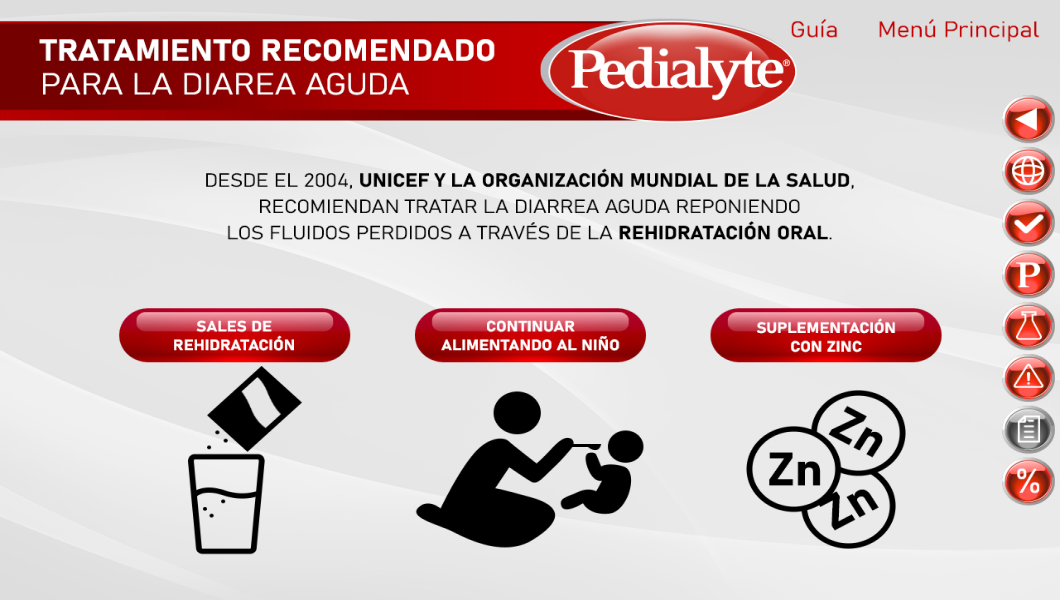 TRATAMIENTO RECOMENDADO
PARA LA DIAREA AGUDA
Pedialyte®
Guía
Menú Principal
DESDE EL 2004, UNICEF Y LA ORGANIZACIÓN MUNDIAL DE LA SALUD,
RECOMIENDAN TRATAR LA DIARREA AGUDA REPONIENDO
LOS FLUIDOS PERDIDOS A TRAVÉS DE LA REHIDRATACIÓN ORAL.
SALES DE
REHIDRATACIÓN
CONTINUAR
ALIMENTANDO AL NIÑO
SUPLEMENTACIÓN
CON ZINC
Zn
Zn
Zn
P
%